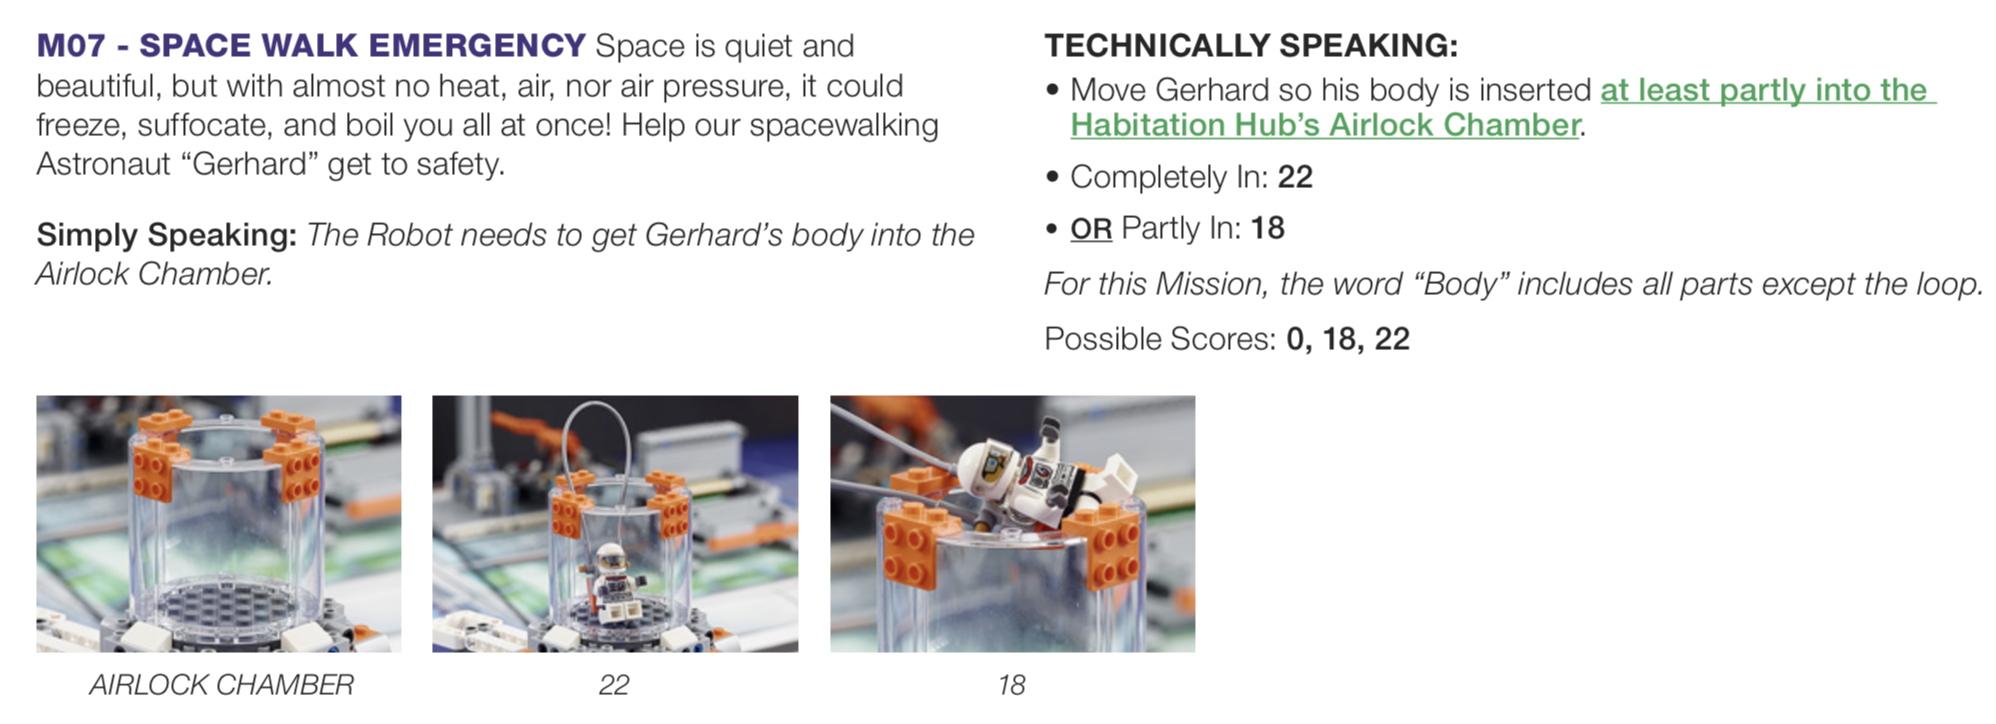 M07 - SPACE WALK EMERGENCY Space is quiet and
beautiful, but with almost no heat, air, nor air pressure, it could
freeze, suffocate, and boil you all at once! Help our spacewalking
Astronaut “Gerhard” get to safety.
Simply Speaking: The Robot needs to get Gerhard’s body into the
Airlock Chamber.
TECHNICALLY SPEAKING:
• Move Gerhard so his body is inserted at least partly into the
Habitation Hub’s Airlock Chamber.
• Completely In: 22
• OR Partly In: 18
For this Mission, the word “Body” includes all parts except the loop.
Possible Scores: 0, 18, 22
AIRLOCK CHAMBER
22
18